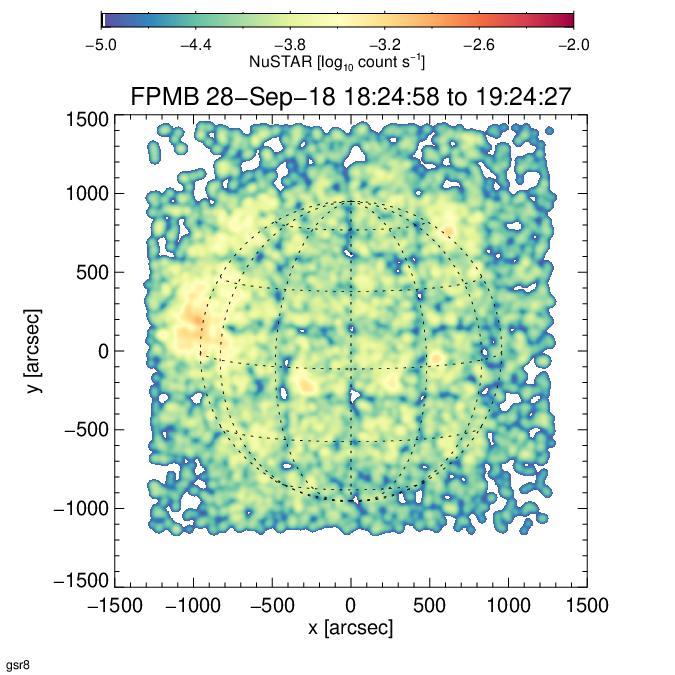 −5.0 −4.4 −3.8 −3.2 −2.6 −2.0
NuSTAR [log₁₀ count s⁻¹]
FPMB 28−Sep−18 18:24:58 to 19:24:27
1500
1000
500
0
−500
−1000
−1500
y [arcsec]
−1500 −1000 −500 0 500 1000 1500
x [arcsec]
gsr8